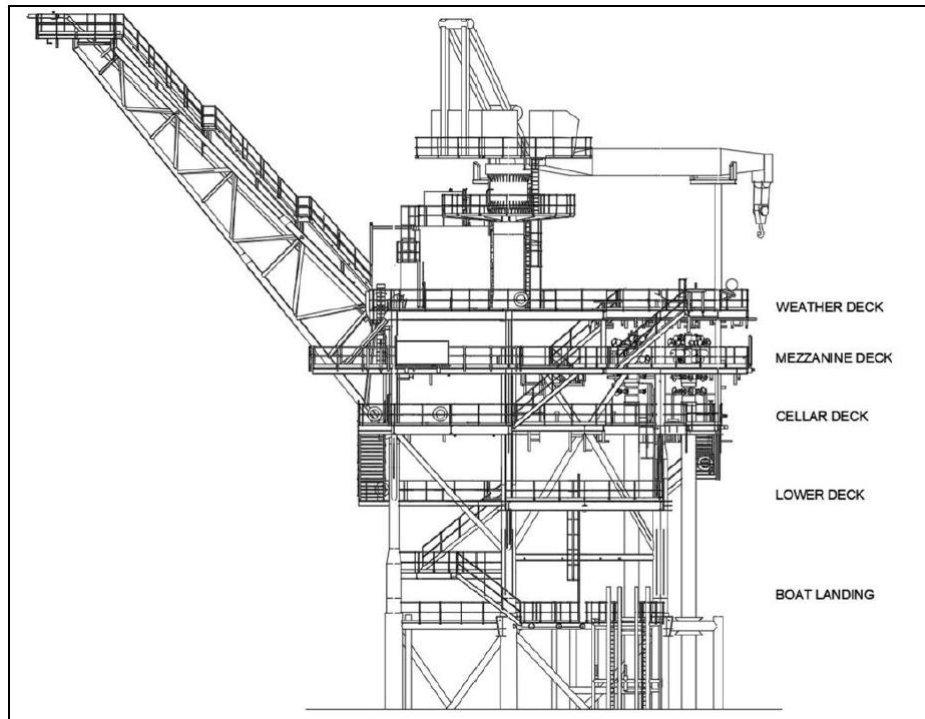 WEATHER DECK
MEZZANINE DECK
CELLAR DECK
LOWER DECK
BOAT LANDING